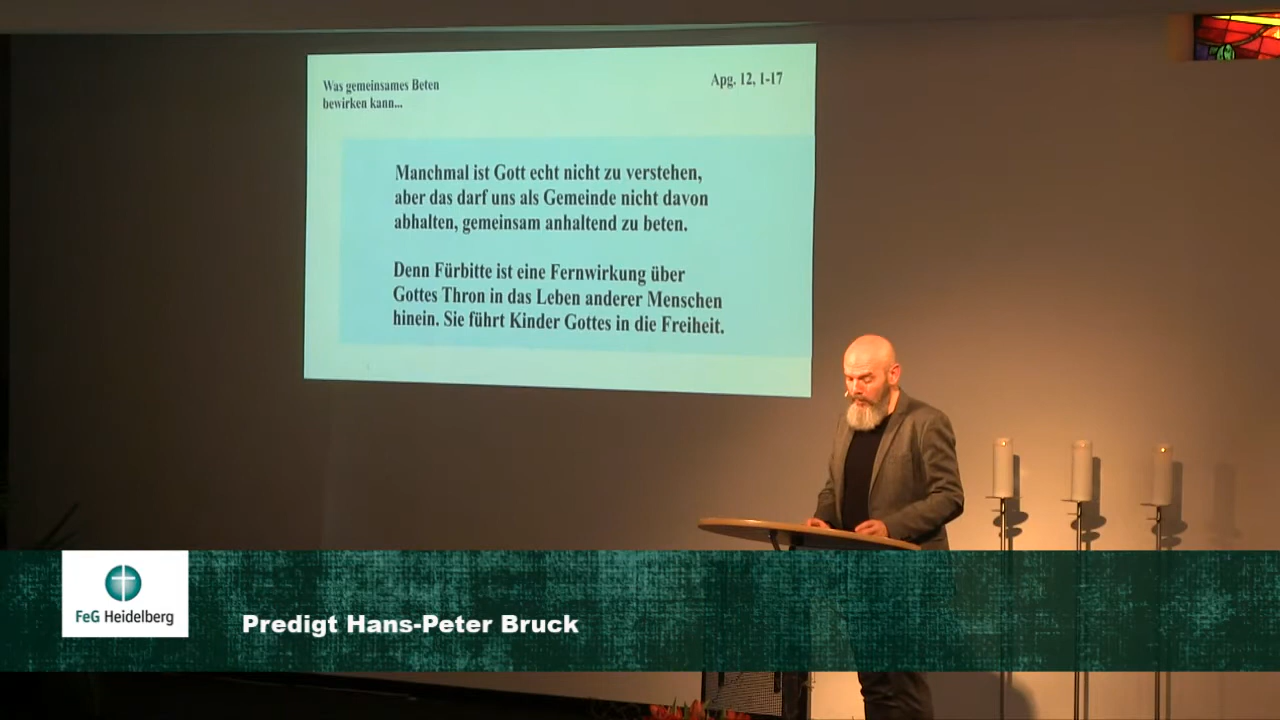 Was gemeinsames Beten
bewirken kann...
Apg. 12, 1-17
Manchmal ist Gott echt nicht zu verstehen,
aber das darf uns als Gemeinde nicht davon
abhalten, gemeinsam anhaltend zu beten.
Denn Fürbitte ist eine Fernwirkung über
Gottes Thron in das Leben anderer Menschen
hinein. Sie führt Kinder Gottes in die Freiheit.
FeG Heidelberg
Predigt Hans-Peter Bruck